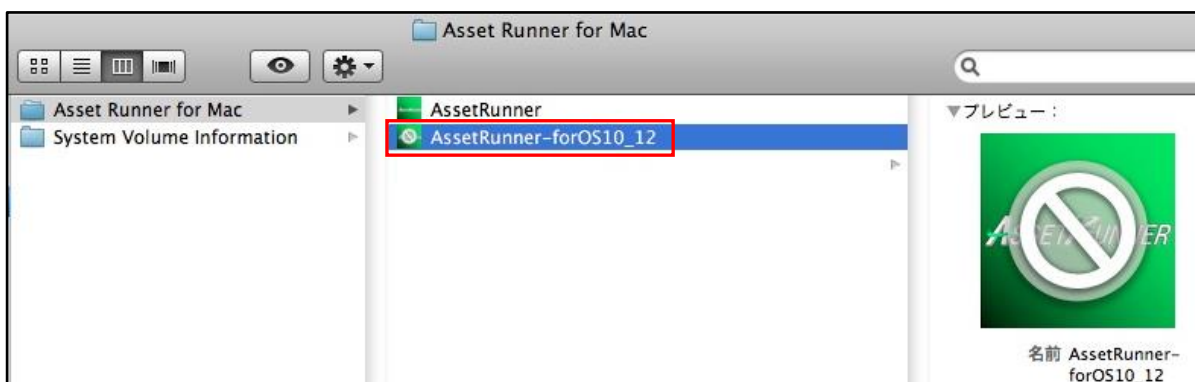 Asset Runner for Mac
Asset Runner for Mac
System Volume Information
AssetRunner
AssetRunner-forOS10_12
▼プレビュー：
名前 AssetRunner-
forOS10_12